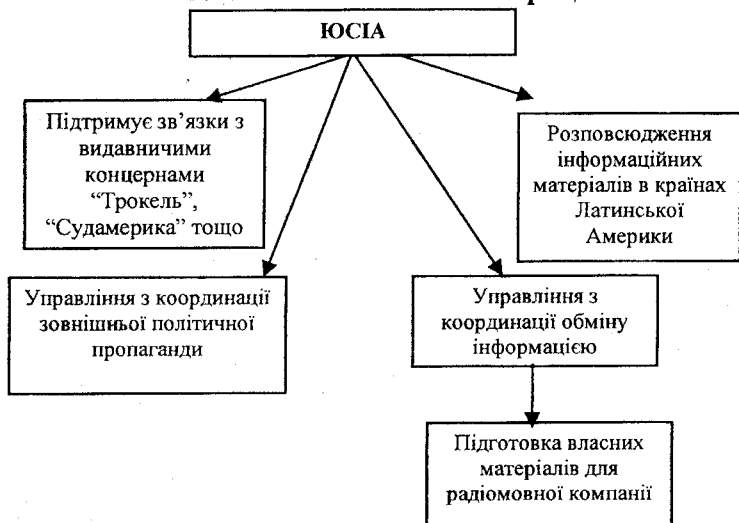 ЮСІА
Підтримує зв’язки з
видавничими
концернами
“Трокель”,
“Судамерика” тощо
Розповсюдження
інформаційних
матеріалів в країнах
Латинської
Америки
Управління з координації
зовнішньої політичної
пропаганди
Управління з
координації обміну
інформацією
Підготовка власних
матеріалів для
радіомовної компанії